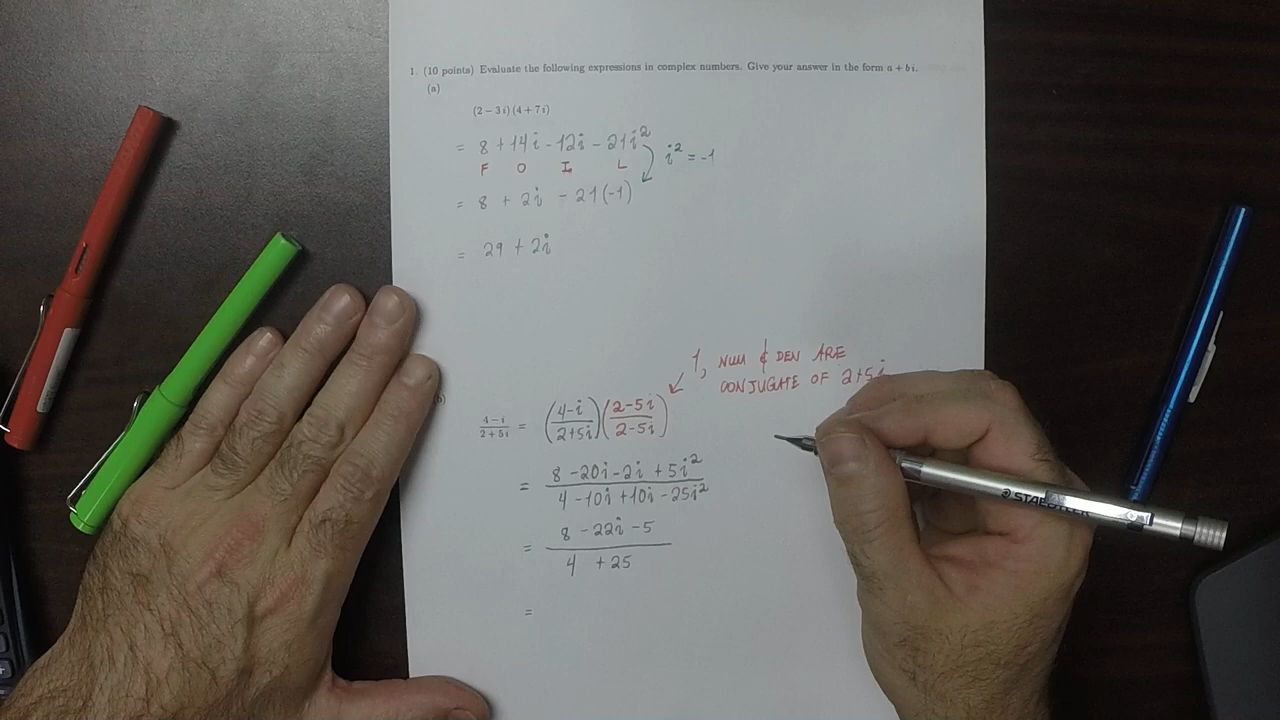 1. (10 points) Evaluate the following expressions in complex numbers. Give your answer in the form a + bi.
(a)
(2 − 3i)(4 + 7i)
= 8 + 14i - 12i - 21i²
i² = -1
F O I L
= 8 + 2i - 21(-1)
= 29 + 2i
1, NUM & DEN ARE
CONJUGATE OF 2+5i
b)
4−i/2+5i = (4-i/2+5i)(2-5i/2-5i)
= 8 - 20i - 2i + 5i²/4 - 10i + 10i - 25i²
= 8 - 22i - 5/4 + 25
=
STAEDTLER